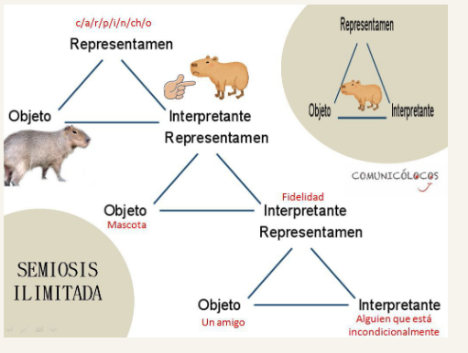 c/a/r/p/i/n/ch/o
Representamen
Objeto
Interpretante
Representamen
Objeto
Mascota
Fidelidad
Interpretante
Representamen
Objeto
Un amigo
Interpretante
Alguien que está
incondicionalmente
Representamen
Objeto
Interpretante
COMUNICÓLOCOS
SEMIOSIS
ILIMITADA